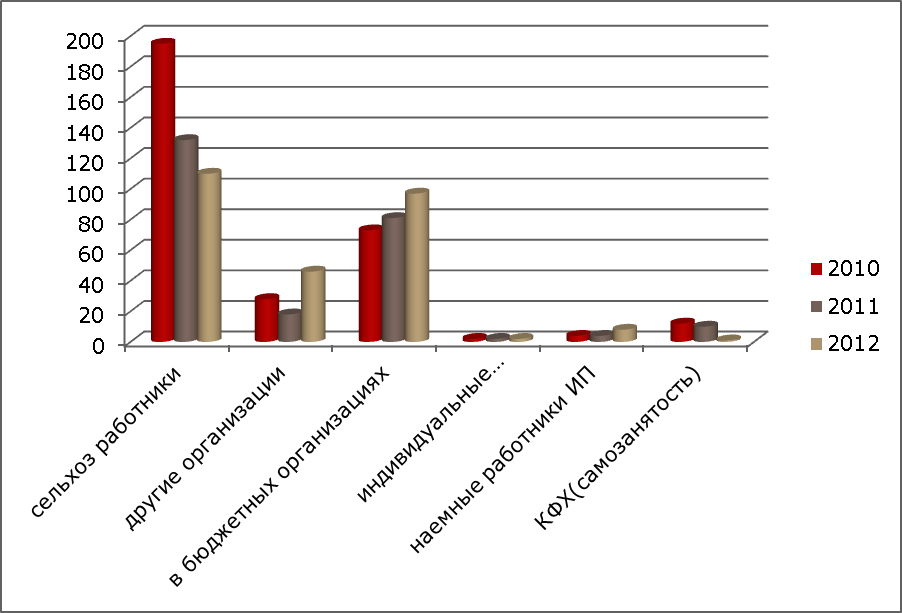 200
180
160
140
120
100
80
60
40
20
0
2010
2011
2012
сельхоз работники
другие организации
в бюджетных организациях
индивидуальные...
наемные работники ИП
КФХ(самозанятость)